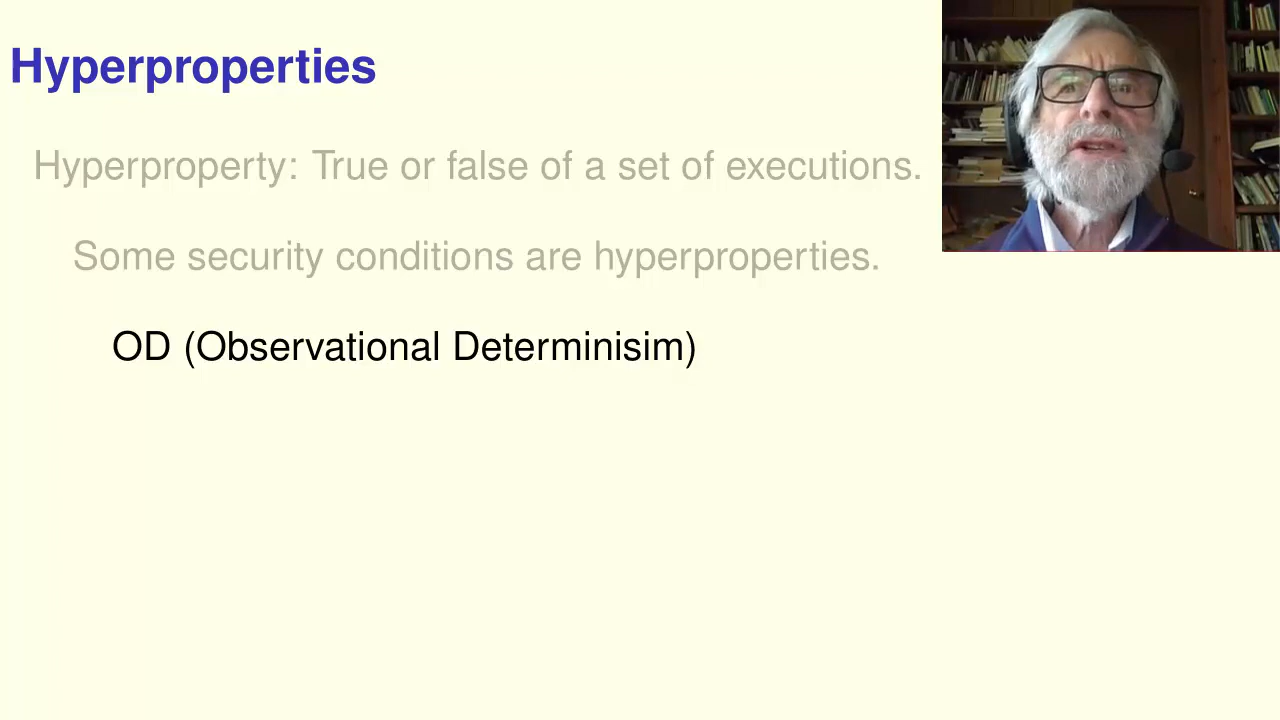 Hyperproperties
Hyperproperty: True or false of a set of executions.
Some security conditions are hyperproperties.
OD (Observational Determinisim)